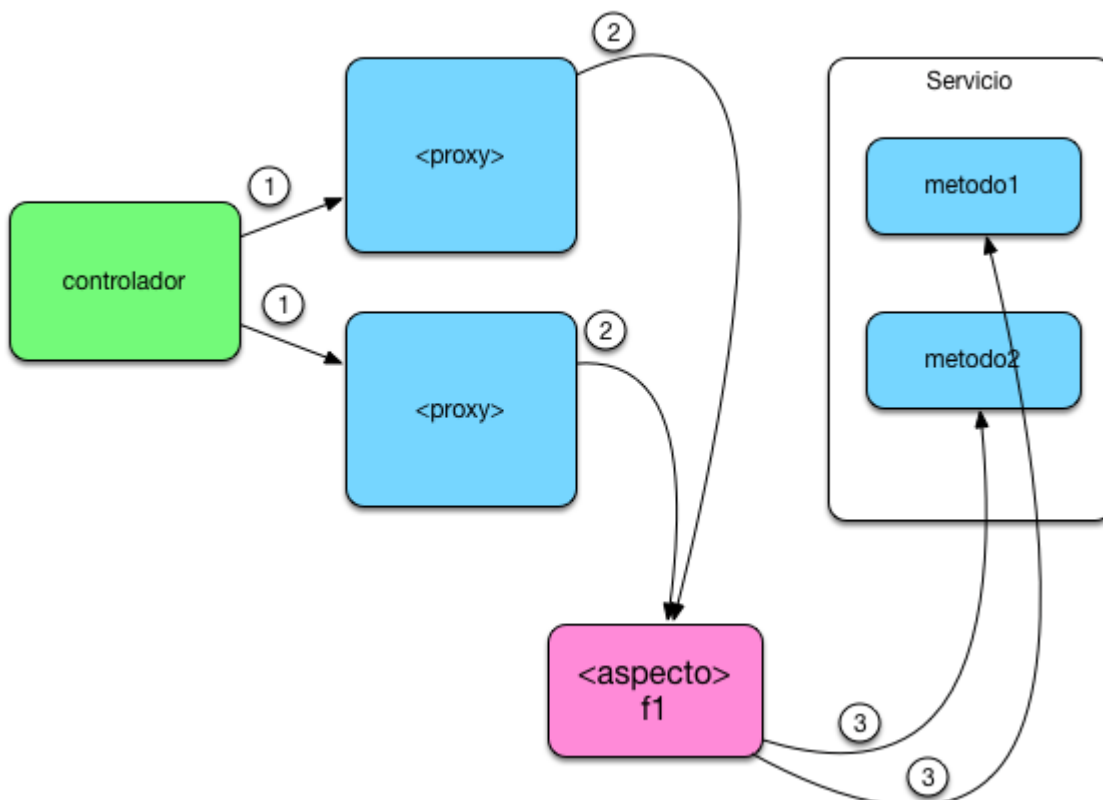 2
Servicio
<proxy>
metodo1
1
controlador
1
2
metodo2
<proxy>
<aspecto>
f1
3
3